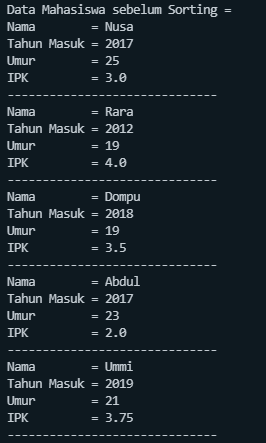 Data Mahasiswa sebelum Sorting =
Nama        = Nusa
Tahun Masuk = 2017
Umur        = 25
IPK         = 3.0
------------------------------
Nama        = Rara
Tahun Masuk = 2012
Umur        = 19
IPK         = 4.0
------------------------------
Nama        = Dompu
Tahun Masuk = 2018
Umur        = 19
IPK         = 3.5
------------------------------
Nama        = Abdul
Tahun Masuk = 2017
Umur        = 23
IPK         = 2.0
------------------------------
Nama        = Ummi
Tahun Masuk = 2019
Umur        = 21
IPK         = 3.75
------------------------------